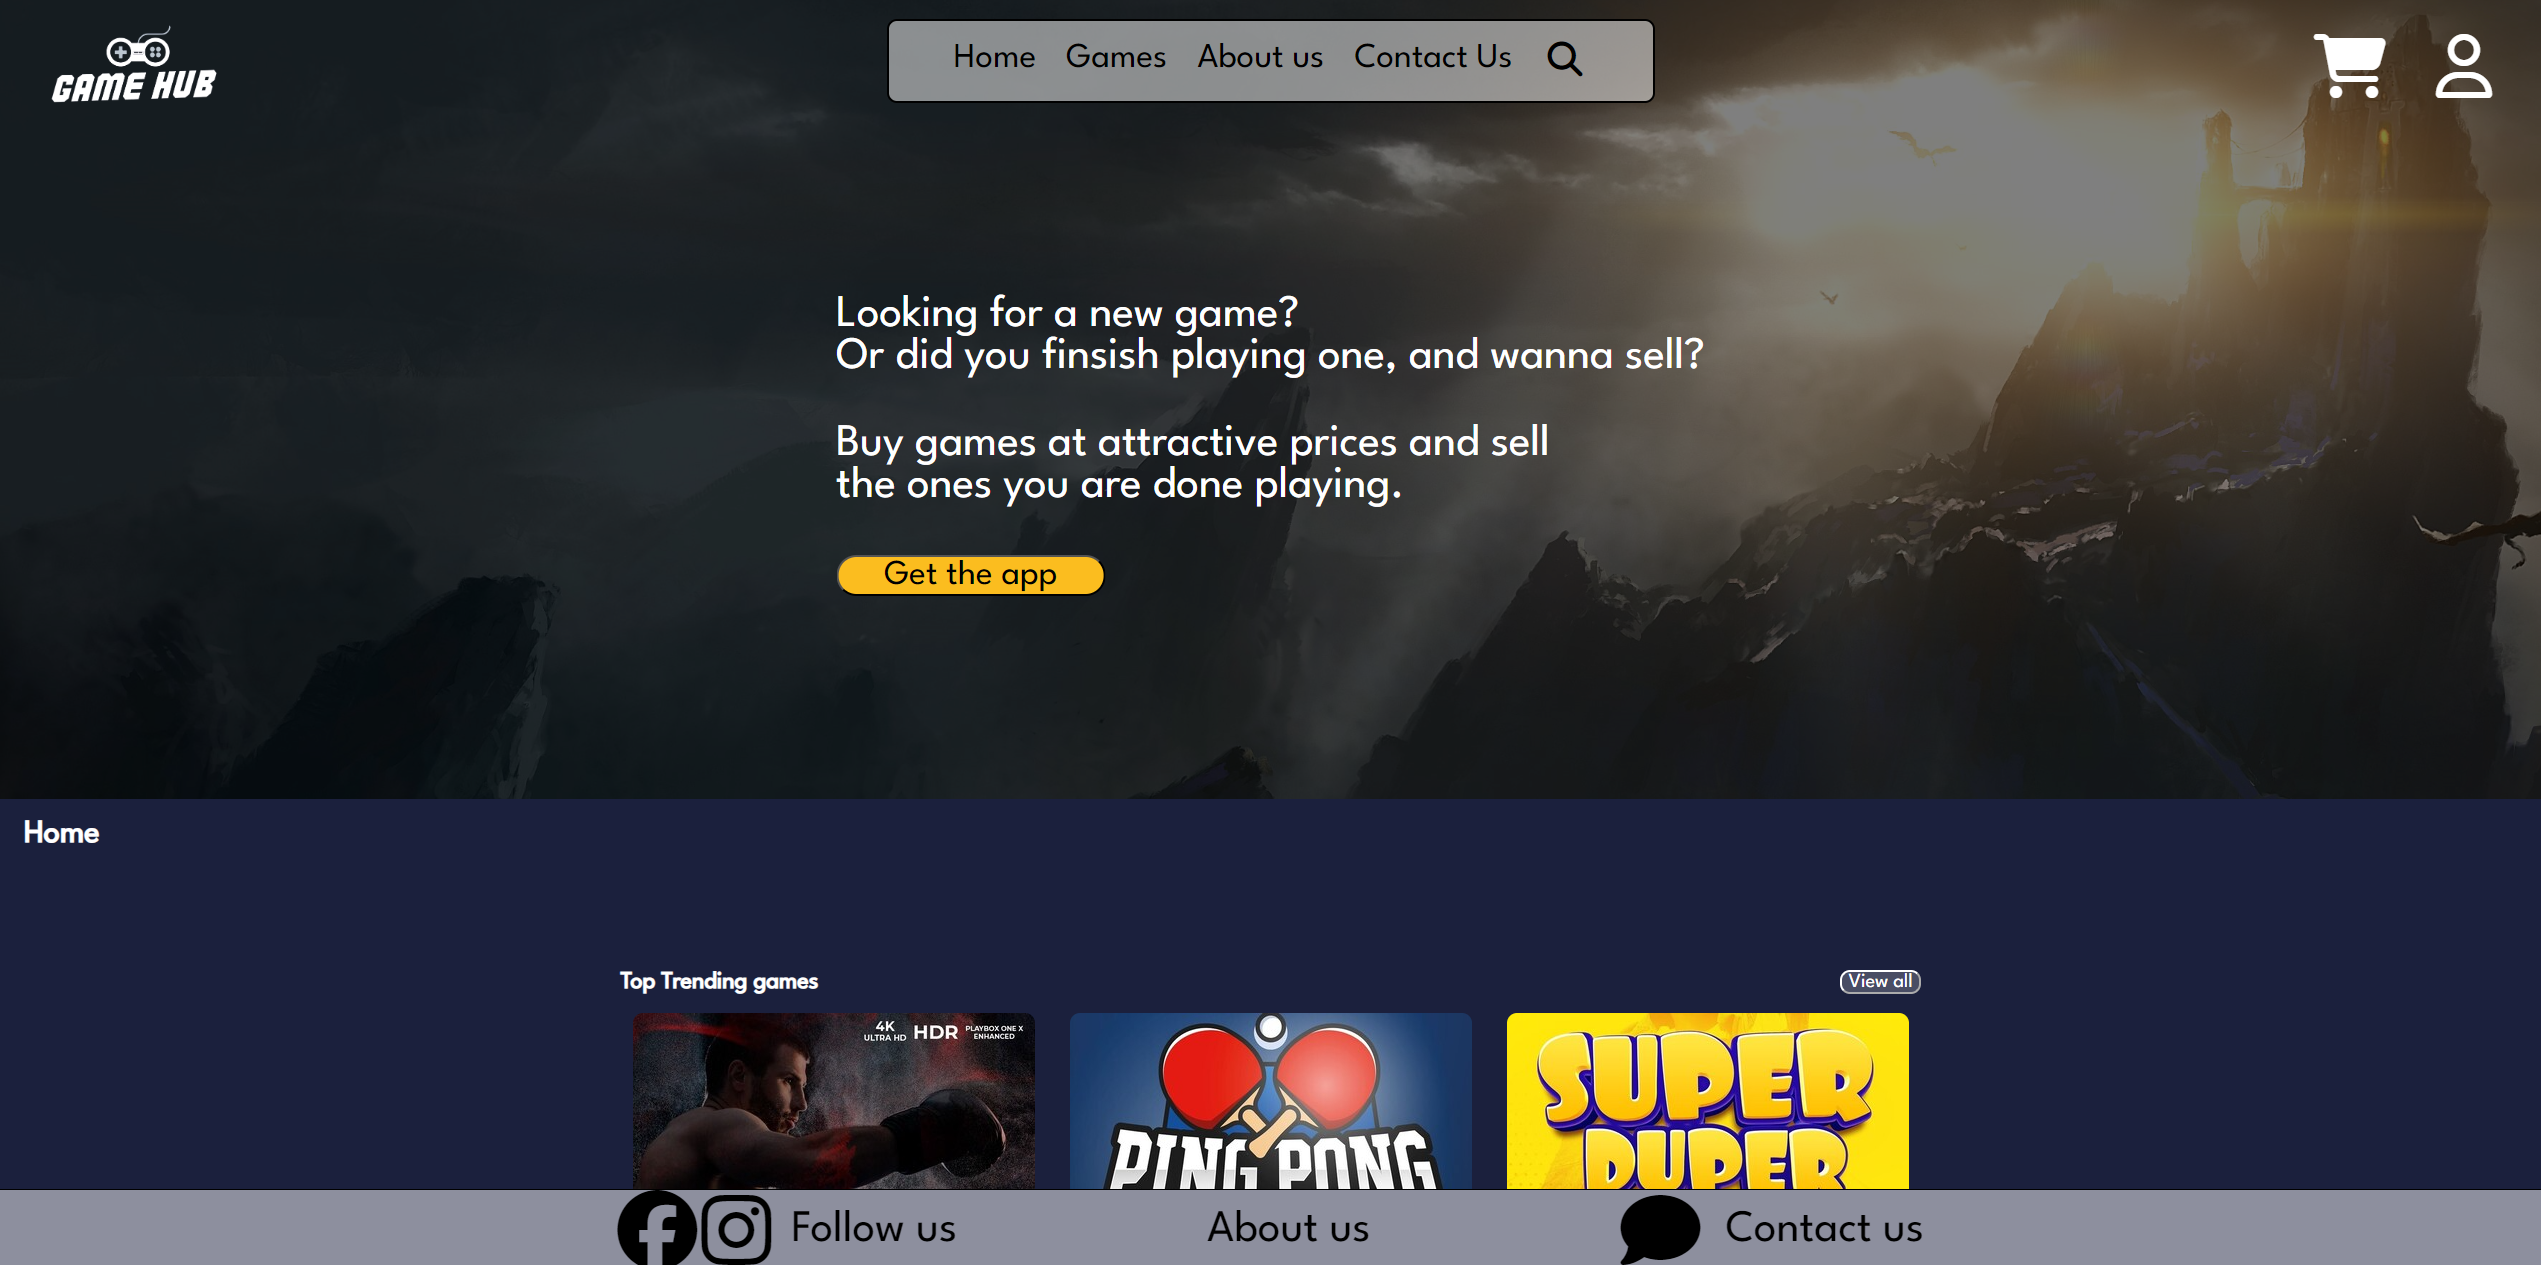 GAME HUB
Home Games About us Contact Us
Looking for a new game?
Or did you finsish playing one, and wanna sell?
Buy games at attractive prices and sell
the ones you are done playing.
Get the app
Home
Top Trending games
View all
4K
ULTRA HD
HDR
PLAYBOX ONE X
ENHANCED
PING PONG
SUPER
DUPER
Follow us
About us
Contact us